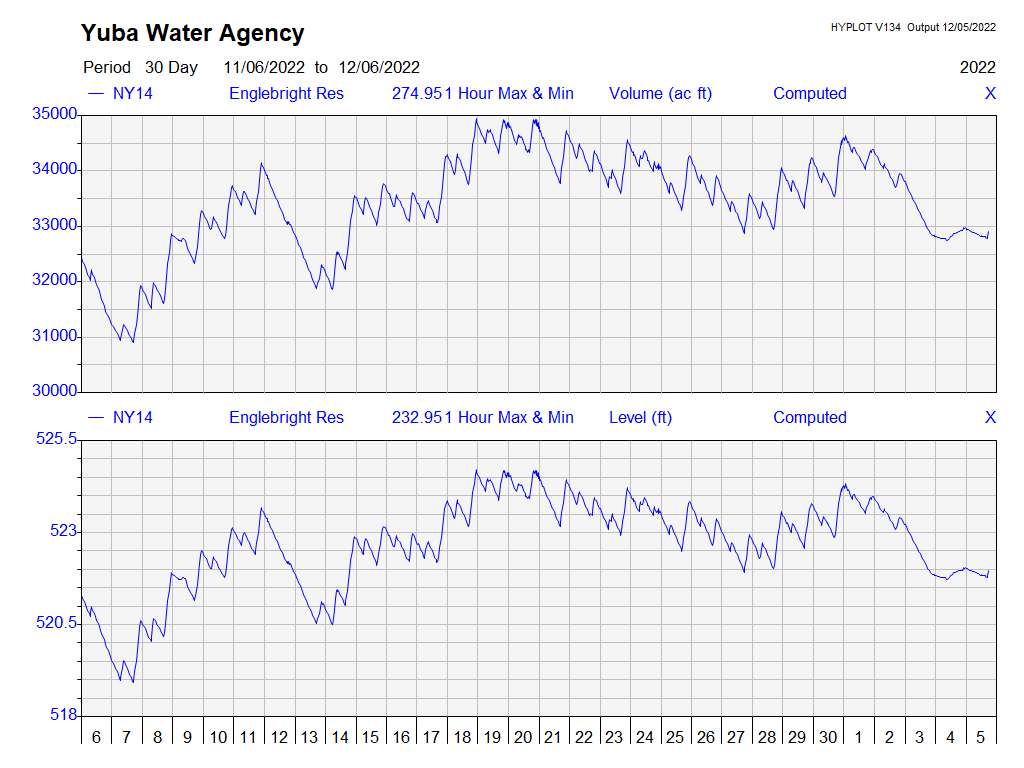 Yuba Water Agency
HYPLOT V134 Output 12/05/2022
Period 30 Day 11/06/2022 to 12/06/2022 2022
NY14 Englebright Res 274.951 Hour Max & Min Volume (ac ft) Computed X
35000
34000
33000
32000
31000
30000
NY14 Englebright Res 232.951 Hour Max & Min Level (ft) Computed X
525.5
523
520.5
518
6 7 8 9 10 11 12 13 14 15 16 17 18 19 20 21 22 23 24 25 26 27 28 29 30 1 2 3 4 5